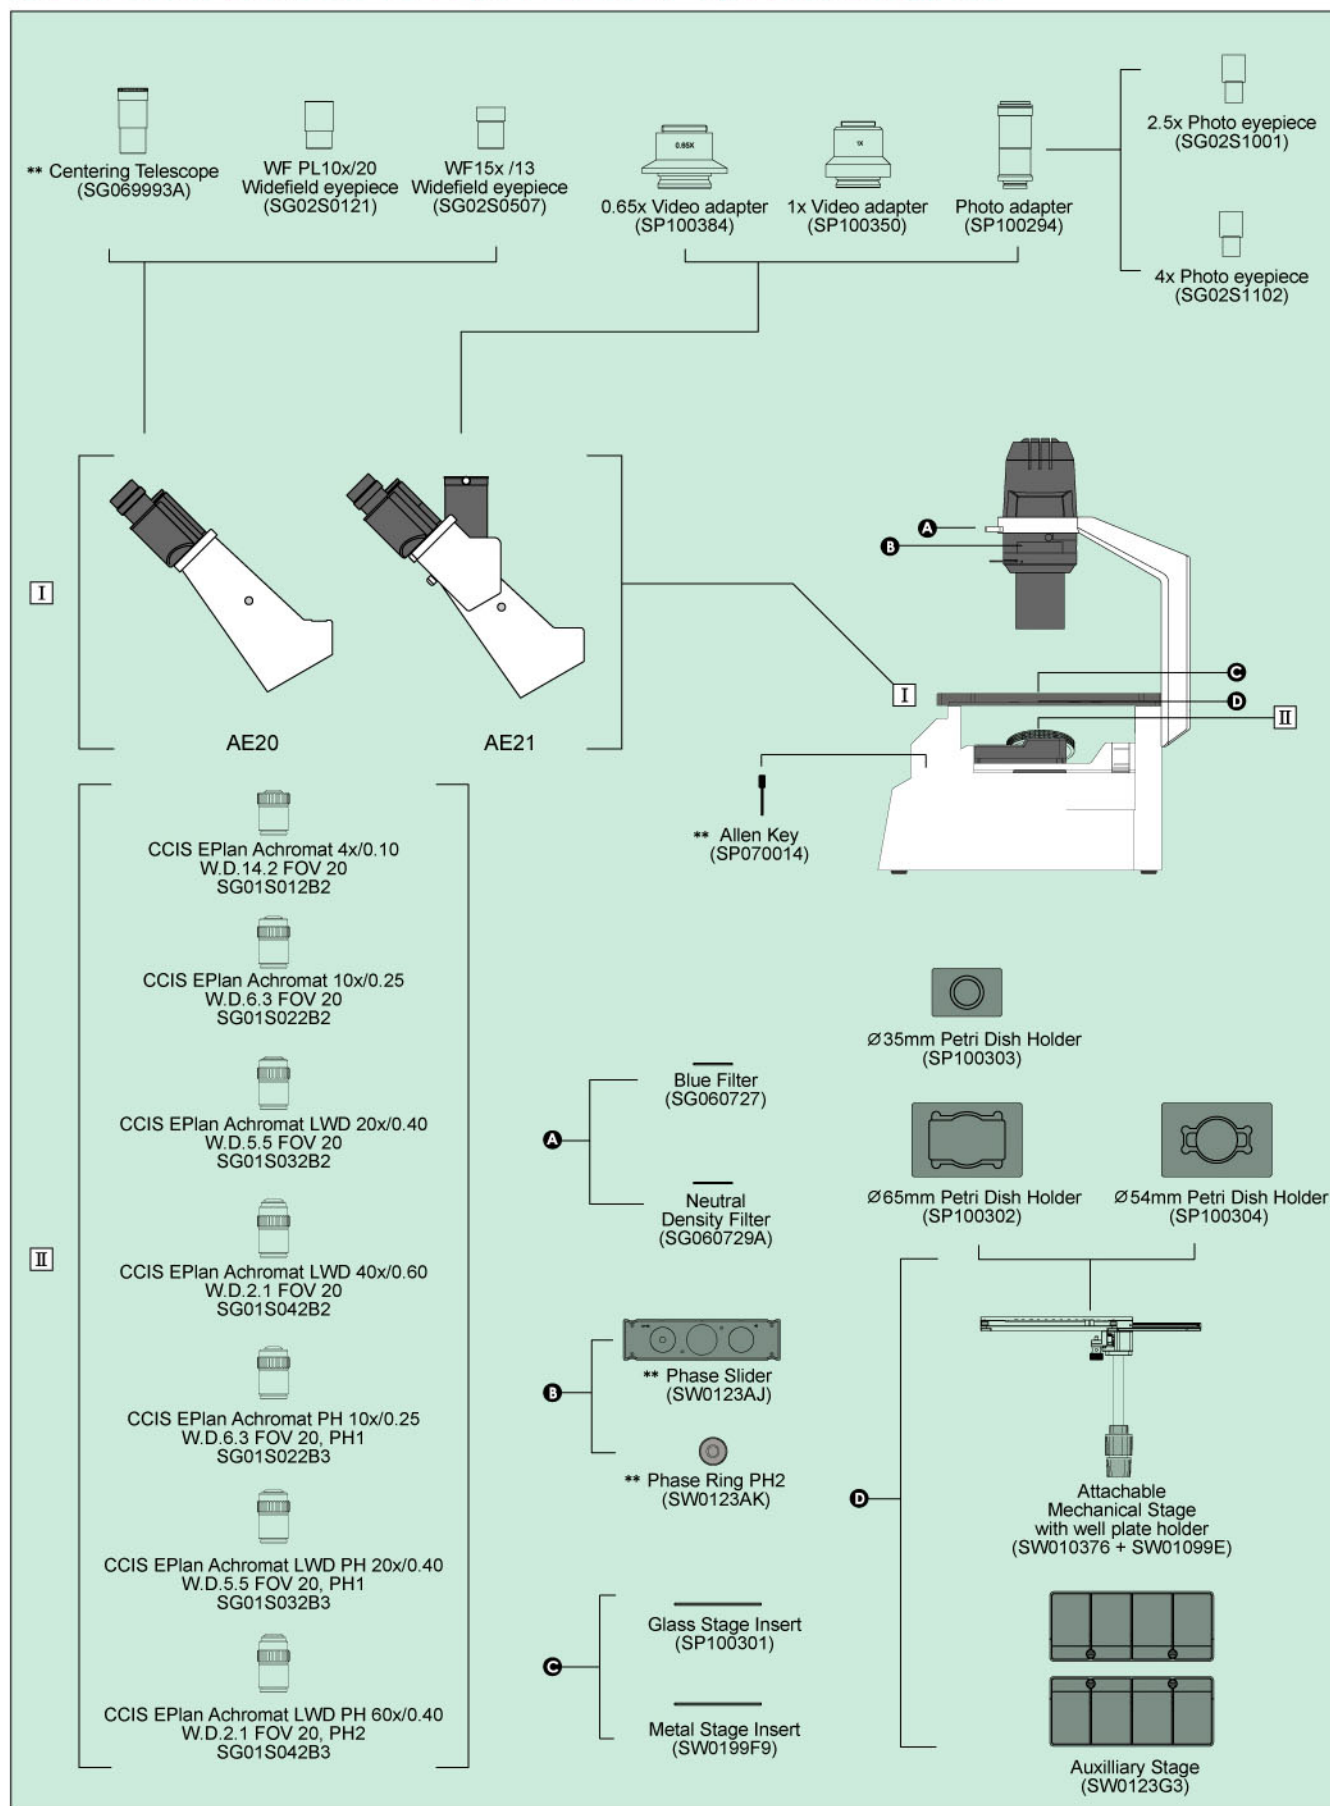 ** Centering Telescope
(SG069993A)
WF PL10x/20
Widefield eyepiece
(SG02S0121)
WF15x /13
Widefield eyepiece
(SG02S0507)
0.65X
0.65x Video adapter
(SP100384)
1X
1x Video adapter
(SP100350)
Photo adapter
(SP100294)
2.5x Photo eyepiece
(SG02S1001)
4x Photo eyepiece
(SG02S1102)
I
AE20
AE21
A
B
C
I
D
II
** Allen Key
(SP070014)
II
CCIS EPlan Achromat 4x/0.10
W.D.14.2 FOV 20
SG01S012B2
CCIS EPlan Achromat 10x/0.25
W.D.6.3 FOV 20
SG01S022B2
CCIS EPlan Achromat LWD 20x/0.40
W.D.5.5 FOV 20
SG01S032B2
CCIS EPlan Achromat LWD 40x/0.60
W.D.2.1 FOV 20
SG01S042B2
CCIS EPlan Achromat PH 10x/0.25
W.D.6.3 FOV 20, PH1
SG01S022B3
CCIS EPlan Achromat LWD PH 20x/0.40
W.D.5.5 FOV 20, PH1
SG01S032B3
CCIS EPlan Achromat LWD PH 60x/0.40
W.D.2.1 FOV 20, PH2
SG01S042B3
A
Blue Filter
(SG060727)
Neutral
Density Filter
(SG060729A)
B
** Phase Slider
(SW0123AJ)
** Phase Ring PH2
(SW0123AK)
C
Glass Stage Insert
(SP100301)
Metal Stage Insert
(SW0199F9)
Ø35mm Petri Dish Holder
(SP100303)
Ø65mm Petri Dish Holder
(SP100302)
Ø54mm Petri Dish Holder
(SP100304)
D
Attachable
Mechanical Stage
with well plate holder
(SW010376 + SW01099E)
Auxilliary Stage
(SW0123G3)